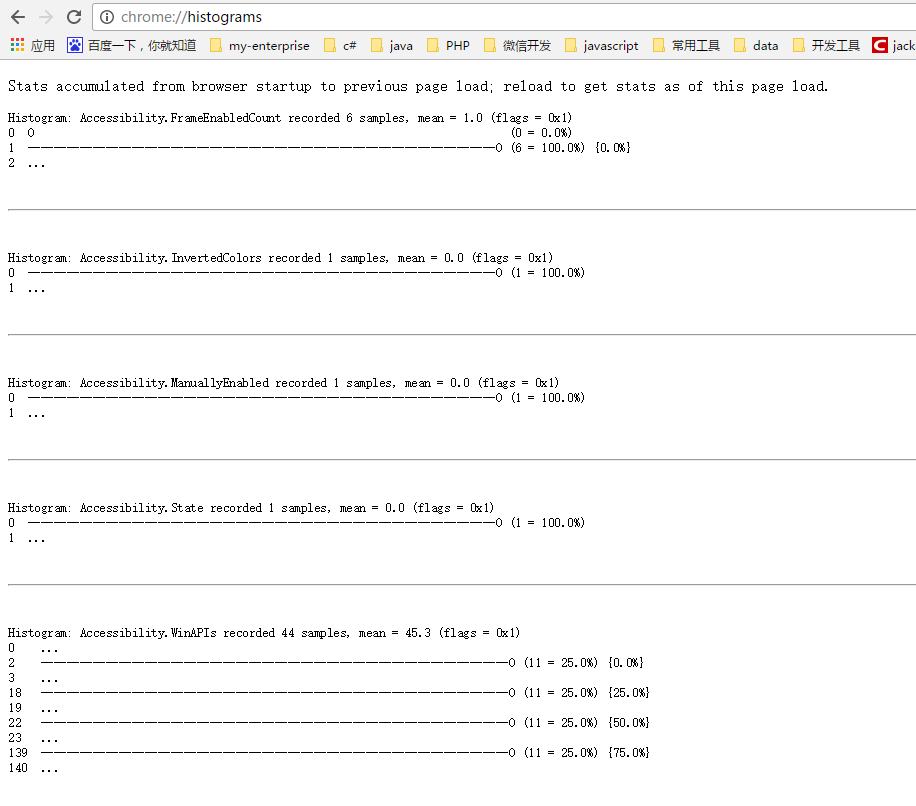 chrome://histograms
应用 百度一下，你就知道 my-enterprise c# java PHP 微信开发 javascript 常用工具 data 开发工具 C jack
Stats accumulated from browser startup to previous page load; reload to get stats as of this page load.
Histogram: Accessibility.FrameEnabledCount recorded 6 samples, mean = 1.0 (flags = 0x1)
0 O (0 = 0.0%)
1 ------------------------------------------------------------------------O (6 = 100.0%) {0.0%}
2 ...
Histogram: Accessibility.InvertedColors recorded 1 samples, mean = 0.0 (flags = 0x1)
0 ------------------------------------------------------------------------O (1 = 100.0%)
1 ...
Histogram: Accessibility.ManuallyEnabled recorded 1 samples, mean = 0.0 (flags = 0x1)
0 ------------------------------------------------------------------------O (1 = 100.0%)
1 ...
Histogram: Accessibility.State recorded 1 samples, mean = 0.0 (flags = 0x1)
0 ------------------------------------------------------------------------O (1 = 100.0%)
1 ...
Histogram: Accessibility.WinAPIs recorded 44 samples, mean = 45.3 (flags = 0x1)
0 ...
2 ------------------------------------------------------------------------O (11 = 25.0%) {0.0%}
3 ...
18 ------------------------------------------------------------------------O (11 = 25.0%) {25.0%}
19 ...
22 ------------------------------------------------------------------------O (11 = 25.0%) {50.0%}
23 ...
139 ------------------------------------------------------------------------O (11 = 25.0%) {75.0%}
140 ...